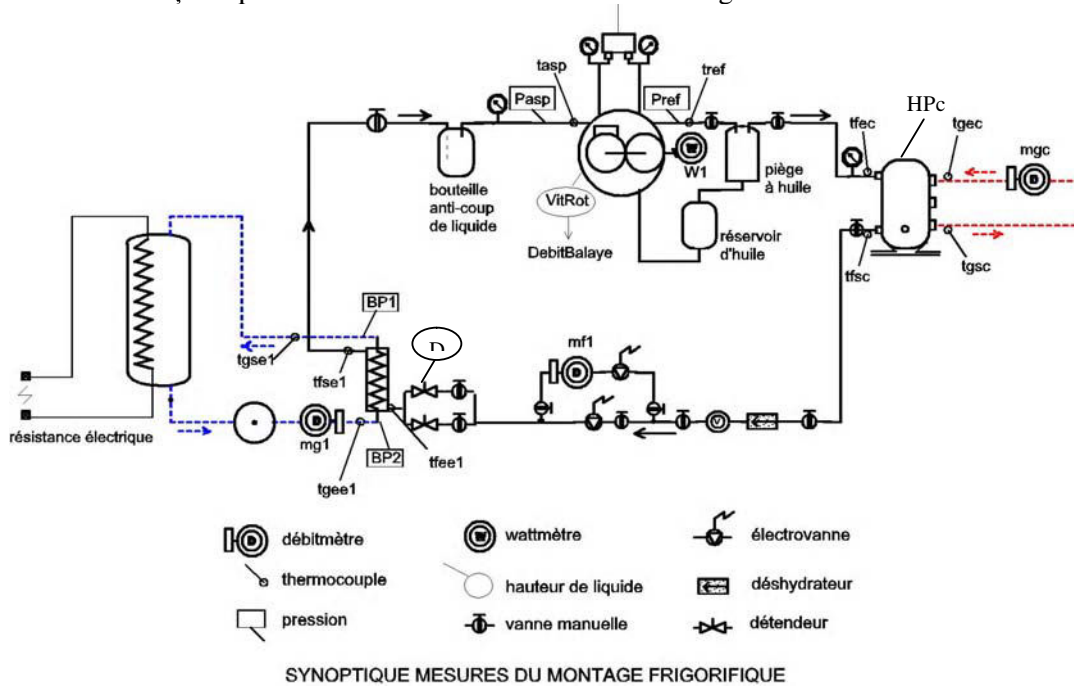 tasp
tref
Pasp
Pref
HPc
tfec
tgec
mgc
W
W1
bouteille
anti-coup
de liquide
piège
à huile
VitRot
DebitBalaye
réservoir
d'huile
tfsc
tgsc
D
BP1
tgse1
tfse1
D
mf1
D
résistance électrique
D
mg1
BP2
tfee1
tgee1
V
D
débitmètre
W
wattmètre
électrovanne
thermocouple
hauteur de liquide
déshydrateur
pression
vanne manuelle
détendeur
SYNOPTIQUE MESURES DU MONTAGE FRIGORIFIQUE